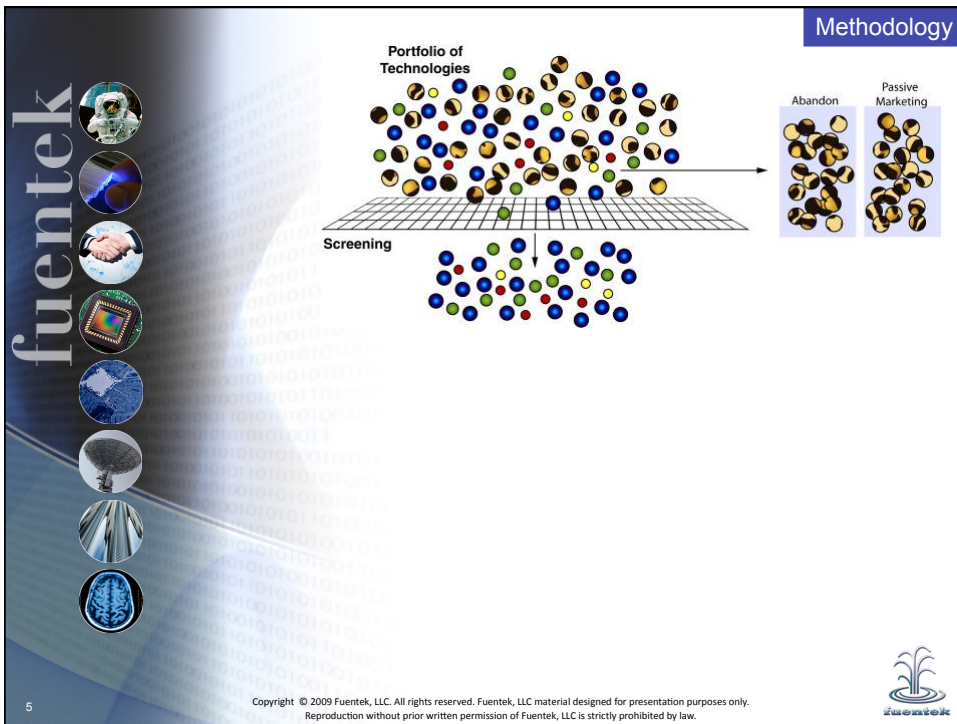 Methodology
Portfolio of
Technologies
Abandon
Passive
Marketing
Screening
fuentek
5
Copyright © 2009 Fuentek, LLC. All rights reserved. Fuentek, LLC material designed for presentation purposes only.
Reproduction without prior written permission of Fuentek, LLC is strictly prohibited by law.
fuentek